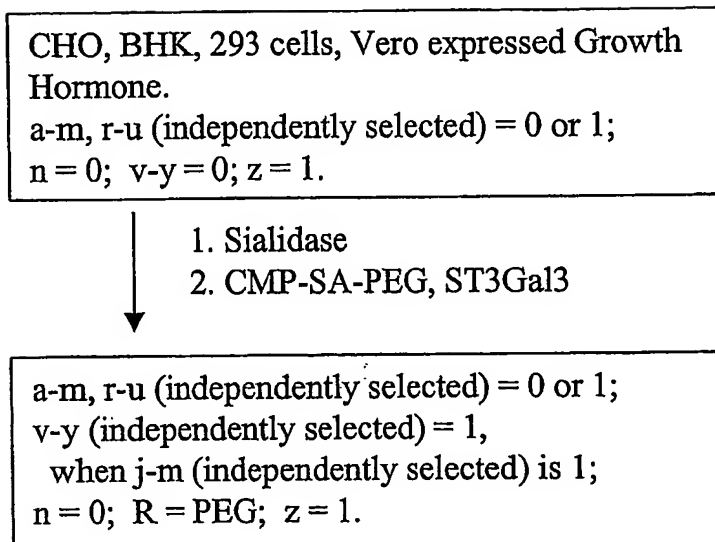 CHO, BHK, 293 cells, Vero expressed Growth
Hormone.
a-m, r-u (independently selected) = 0 or 1;
n = 0; v-y = 0; z = 1.
1. Sialidase
2. CMP-SA-PEG, ST3Gal3
a-m, r-u (independently selected) = 0 or 1;
v-y (independently selected) = 1,
when j-m (independently selected) is 1;
n = 0; R = PEG; z = 1.